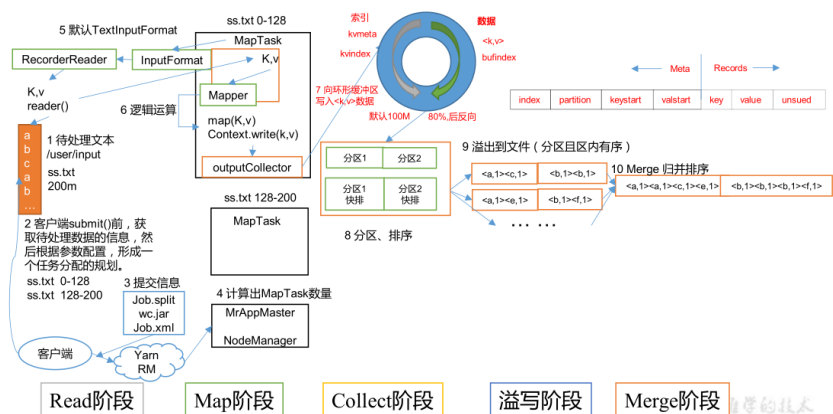 5 默认TextInputFormat
ss.txt 0-128
MapTask
RecorderReader
InputFormat
K,v
Mapper
K,v
reader()
6 逻辑运算
map(K,v)
Context.write(k,v)
outputCollector
a
b
c
a
b
...
1 待处理文本
/user/input
ss.txt
200m
2 客户端submit()前，获
取待处理数据的信息，然
后根据参数配置，形成一
个任务分配的规划。
ss.txt 0-128
ss.txt 128-200
3 提交信息
Job.split
wc.jar
Job.xml
客户端
Yarn
RM
ss.txt 128-200
MapTask
4 计算出MapTask数量
MrAppMaster
NodeManager
索引
kvmeta
kvindex
数据
<k,v>
bufindex
7 向环形缓冲区
写入<k,v>数据
默认100M
80%,后反向
分区1
分区2
分区1
快排
分区2
快排
8 分区、排序
Meta
Records
index
partition
keystart
valstart
key
value
unsued
9 溢出到文件（分区且区内有序）
<a,1><c,1>
<b,1><b,1>
<a,1><e,1>
<b,1><f,1>
... ...
10 Merge 归并排序
<a,1><a,1><c,1><e,1>
<b,1><b,1><b,1><f,1>
Read阶段
Map阶段
Collect阶段
溢写阶段
Merge阶段
学的技术